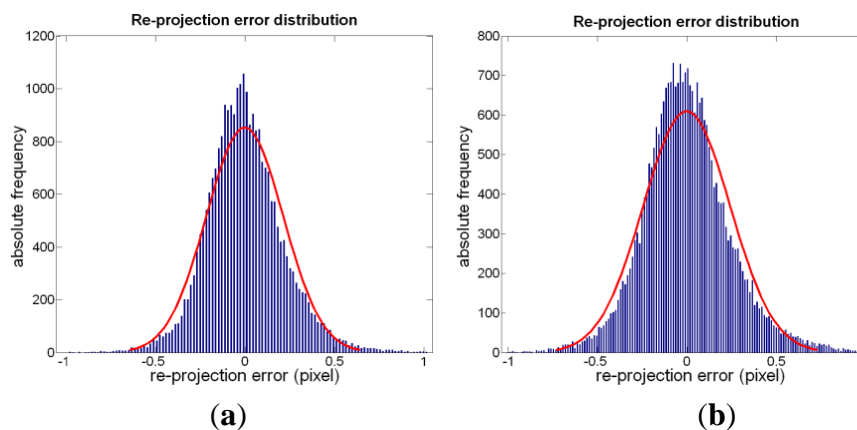 Re-projection error distribution
1200
1000
800
600
400
200
0
-1 -0.5 0 0.5 1
absolute frequency
re-projection error (pixel)
(a)
Re-projection error distribution
800
700
600
500
400
300
200
100
0
-1 -0.5 0 0.5
absolute frequency
re-projection error (pixel)
(b)